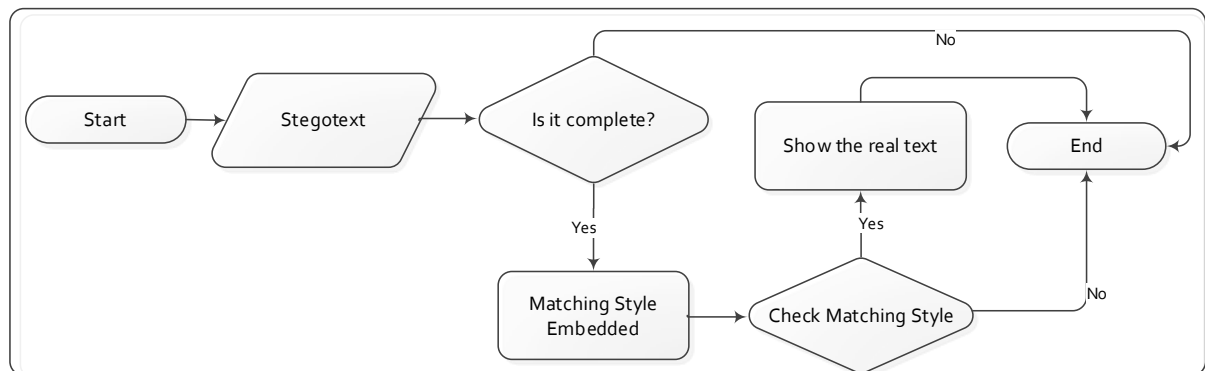 Start
Stegotext
Is it complete?
No
Yes
Matching Style
Embedded
Check Matching Style
Yes
Show the real text
No
End